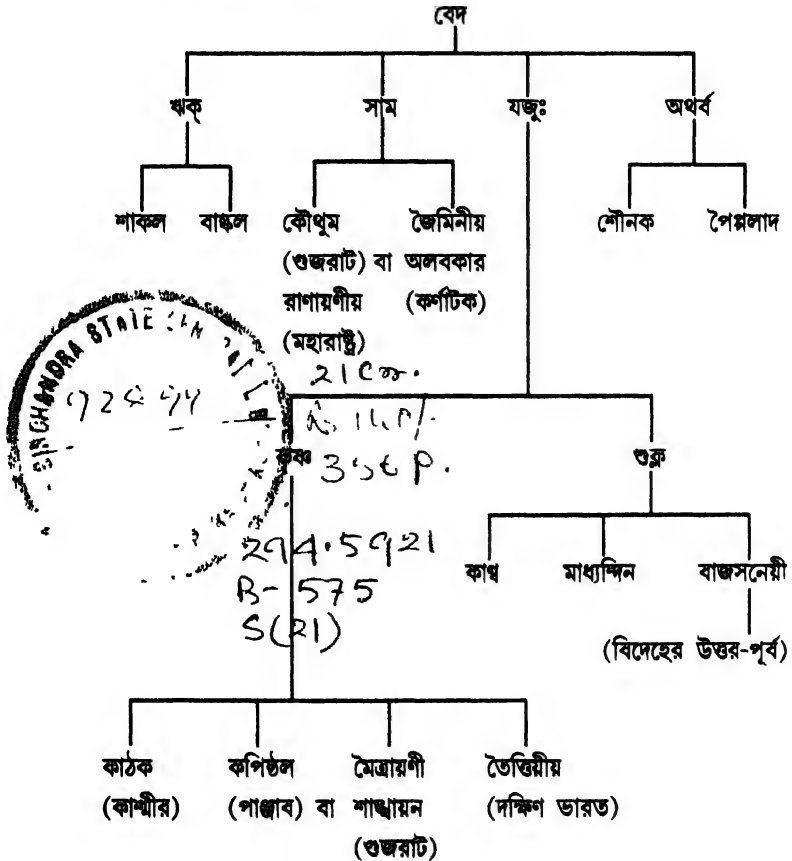 বেদ
ঋক্ সাম যজুঃ অথর্ব
শাকল বাষ্কল কৌথুম জৈমিনীয় শৌনক পৈপ্পলাদ
(গুজরাট) বা অলবকার
রাণায়ণীয় (কর্ণাটক)
(মহারাষ্ট্র)
21 Cm.
STATE
কৃষ্ণ শুক্ল
294.5921
B- 575
S(21)
কাণ্ব মাধ্যন্দিন বাজসনেয়ী
(বিদেহের উত্তর-পূর্ব)
কাঠক কপিষ্ঠল মৈত্রায়ণী তৈত্তিয়ীয়
(কাশ্মীর) (পাঞ্জাব) বা শাঙ্খায়ন (দক্ষিণ ভারত)
(গুজরাট)